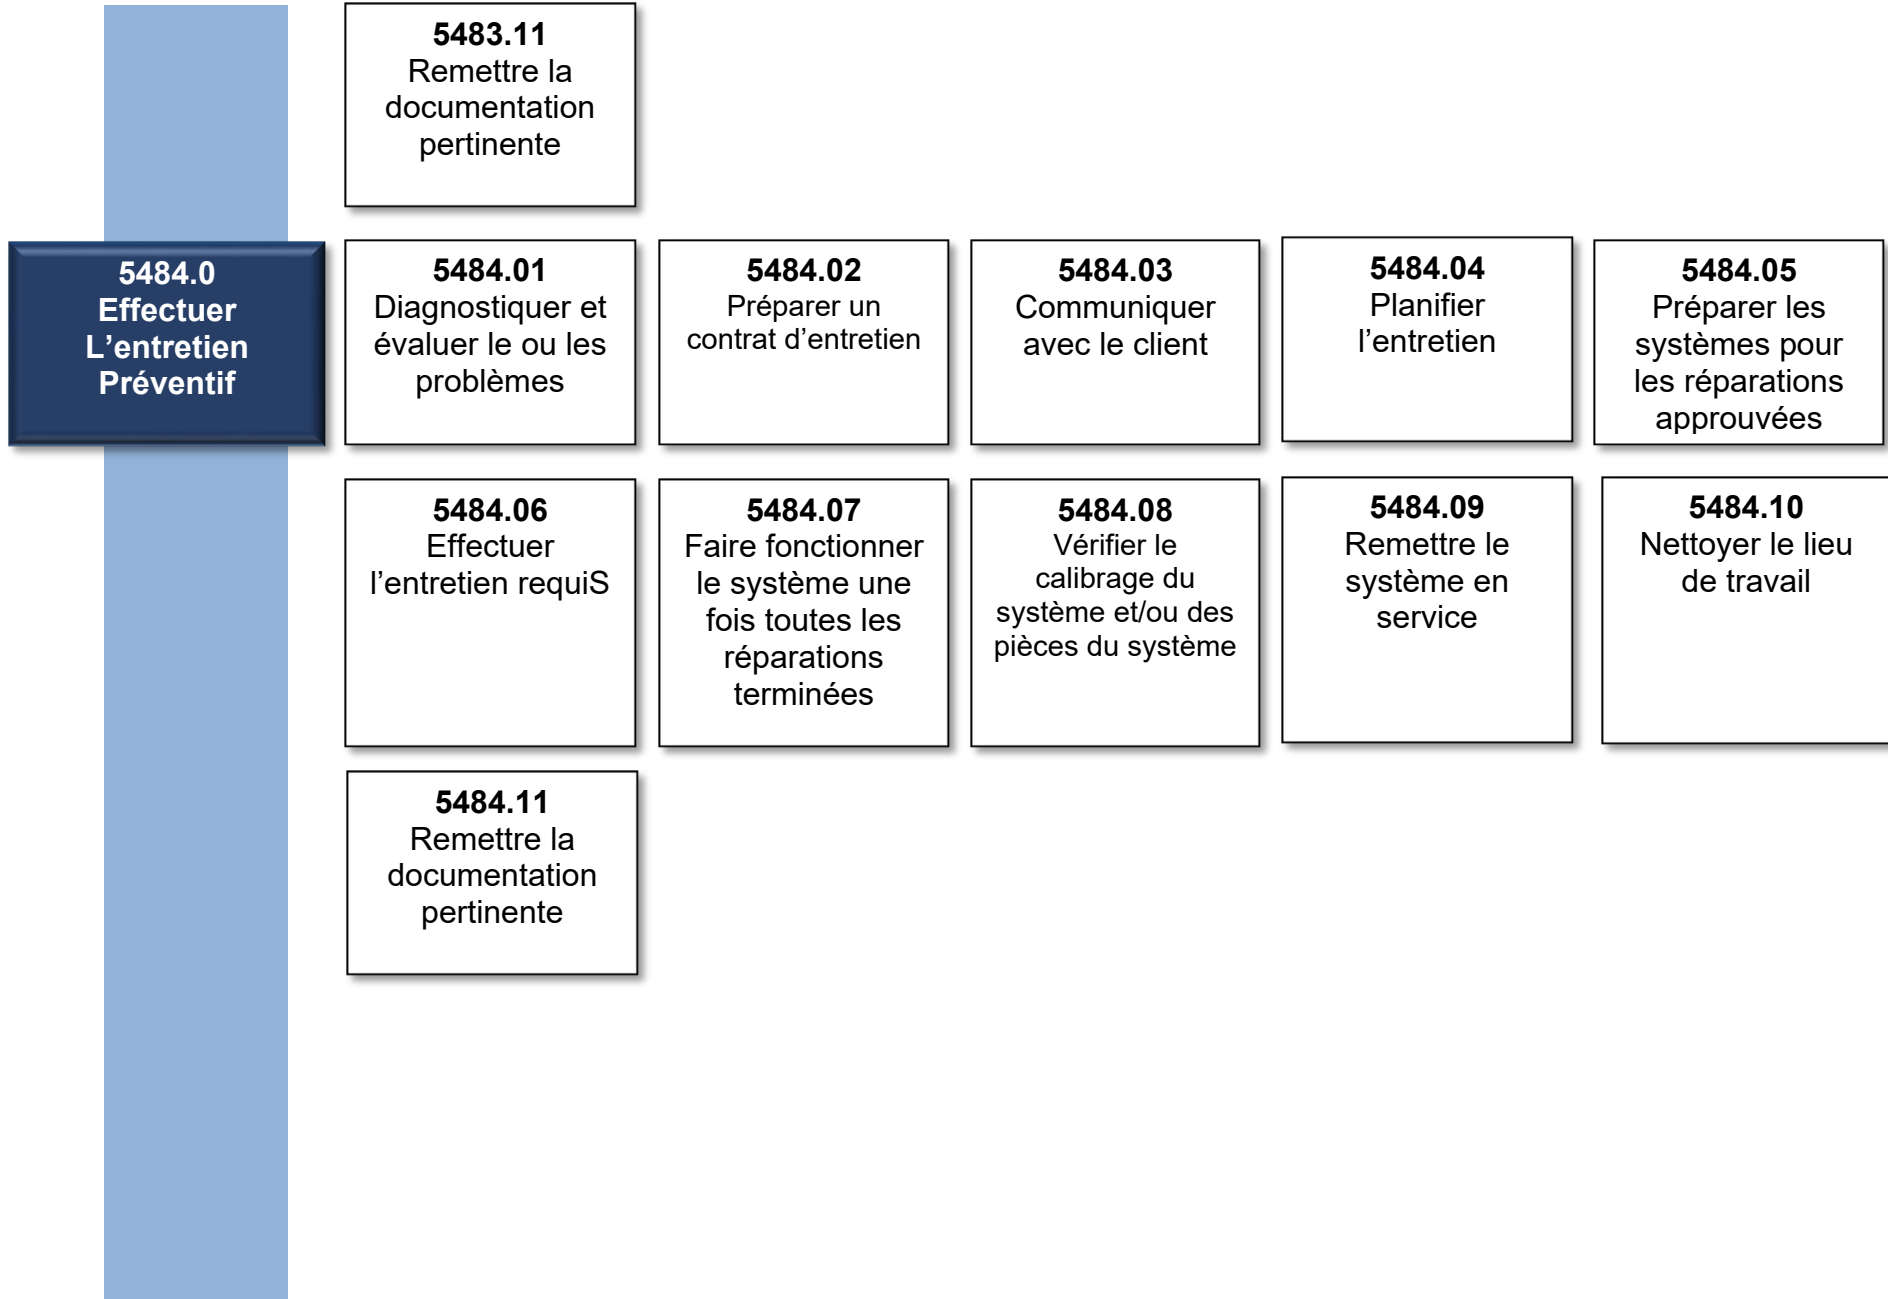 5483.11
Remettre la
documentation
pertinente
5484.0
Effectuer
L’entretien
Préventif
5484.01
Diagnostiquer et
évaluer le ou les
problèmes
5484.02
Préparer un
contrat d’entretien
5484.03
Communiquer
avec le client
5484.04
Planifier
l’entretien
5484.05
Préparer les
systèmes pour
les réparations
approuvées
5484.06
Effectuer
l’entretien requiS
5484.07
Faire fonctionner
le système une
fois toutes les
réparations
terminées
5484.08
Vérifier le
calibrage du
système et/ou des
pièces du système
5484.09
Remettre le
système en
service
5484.10
Nettoyer le lieu
de travail
5484.11
Remettre la
documentation
pertinente